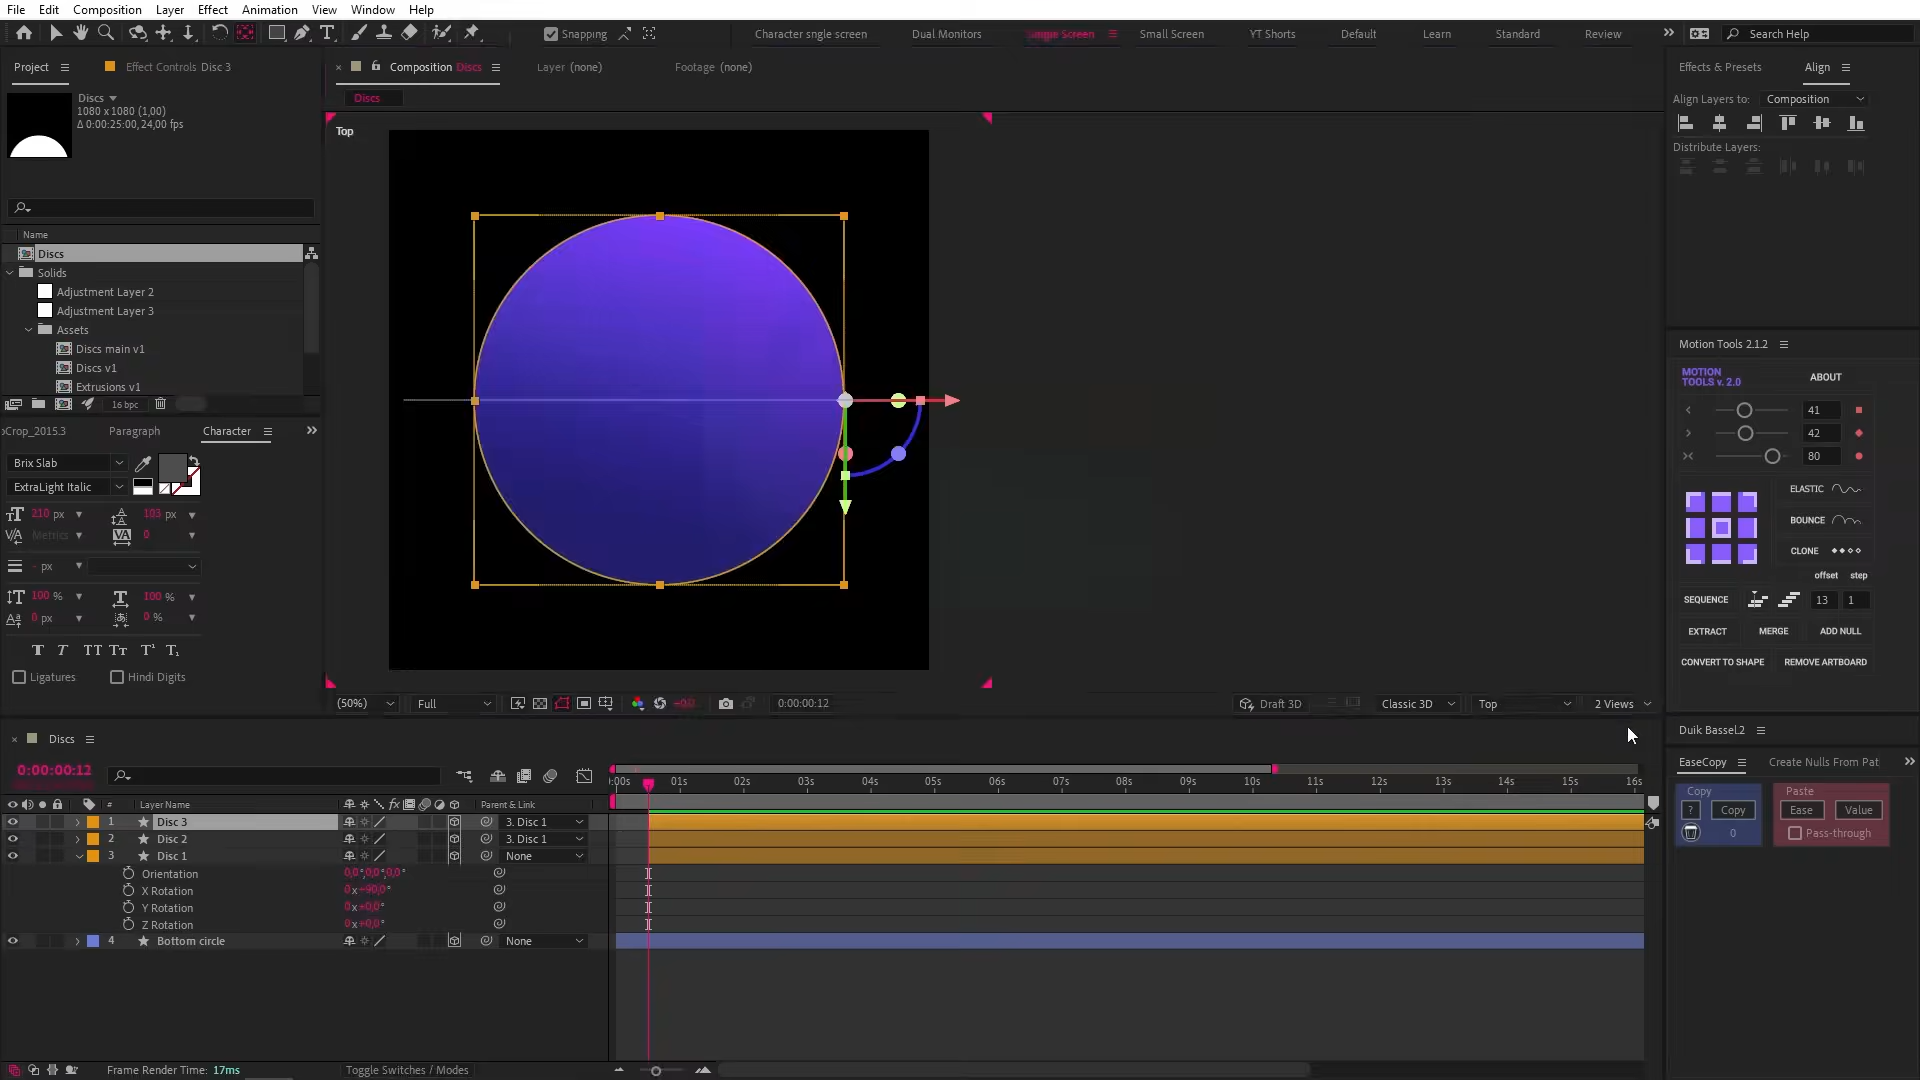 File Edit Composition Layer Effect Animation View Window Help
Snapping
Character sngle screen Dual Monitors Single Screen Small Screen YT Shorts Default Learn Standard Review
Search Help
Project
Effect Controls Disc 3
Composition Discs
Layer (none)
Footage (none)
Effects & Presets
Align
Discs
1080 x 1080 (1,00)
Δ 0:00:25:00, 24,00 fps
Discs
Align Layers to: Composition
Distribute Layers:
Top
Name
Discs
Solids
Adjustment Layer 2
Adjustment Layer 3
Assets
Discs main v1
Discs v1
Extrusions v1
16 bpc
oCrop_2015.3 Paragraph Character
Brix Slab
ExtraLight Italic
210 px
103 px
Metrics
0
- px
100 %
100 %
0 px
0 %
T T TT Tт T¹ T₁
Ligatures
Hindi Digits
Motion Tools 2.1.2
MOTION TOOLS v. 2.0
ABOUT
41
42
80
ELASTIC
BOUNCE
CLONE
offset step
SEQUENCE 13 1
EXTRACT MERGE ADD NULL
CONVERT TO SHAPE REMOVE ARTBOARD
(50%) Full +0,0 0:00:00:12 Draft 3D Classic 3D Top 2 Views
Duik Bassel.2
EaseCopy
Create Nulls From Pat
Copy
? Copy
0
Paste
Ease Value
Pass-through
Discs
0:00:00:12
:00s 01s 02s 03s 04s 05s 06s 07s 08s 09s 10s 11s 12s 13s 14s 15s 16s
# Layer Name fx Parent & Link
1 Disc 3 3. Disc 1
2 Disc 2 3. Disc 1
3 Disc 1 None
Orientation 0,0°,0,0°,0,0°
X Rotation 0x+90,0°
Y Rotation 0x+0,0°
Z Rotation 0x+0,0°
4 Bottom circle None
Frame Render Time: 17ms
Toggle Switches / Modes